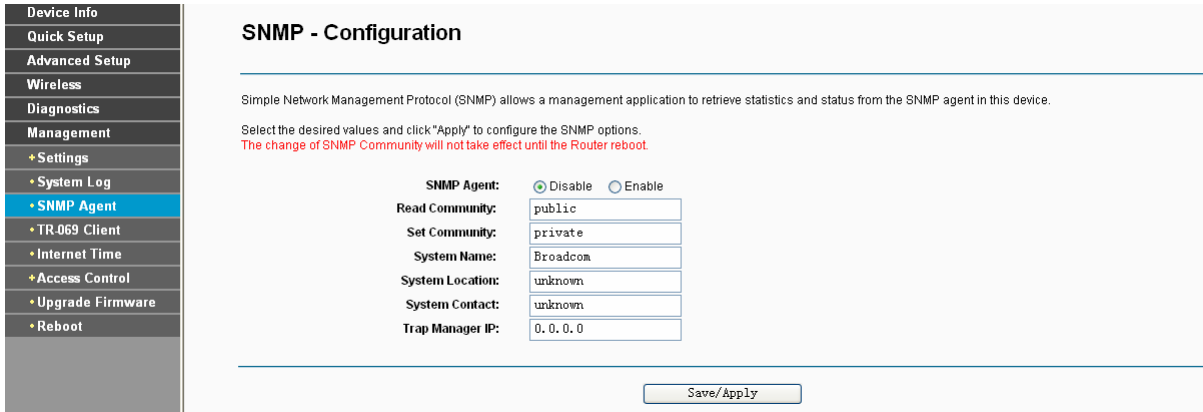 Device Info
Quick Setup
Advanced Setup
Wireless
Diagnostics
Management
+Settings
•System Log
•SNMP Agent
•TR-069 Client
•Internet Time
+Access Control
•Upgrade Firmware
•Reboot
SNMP - Configuration
Simple Network Management Protocol (SNMP) allows a management application to retrieve statistics and status from the SNMP agent in this device.
Select the desired values and click "Apply" to configure the SNMP options.
The change of SNMP Community will not take effect until the Router reboot.
SNMP Agent: Disable Enable
Read Community: public
Set Community: private
System Name: Broadcom
System Location: unknown
System Contact: unknown
Trap Manager IP: 0.0.0.0
Save/Apply